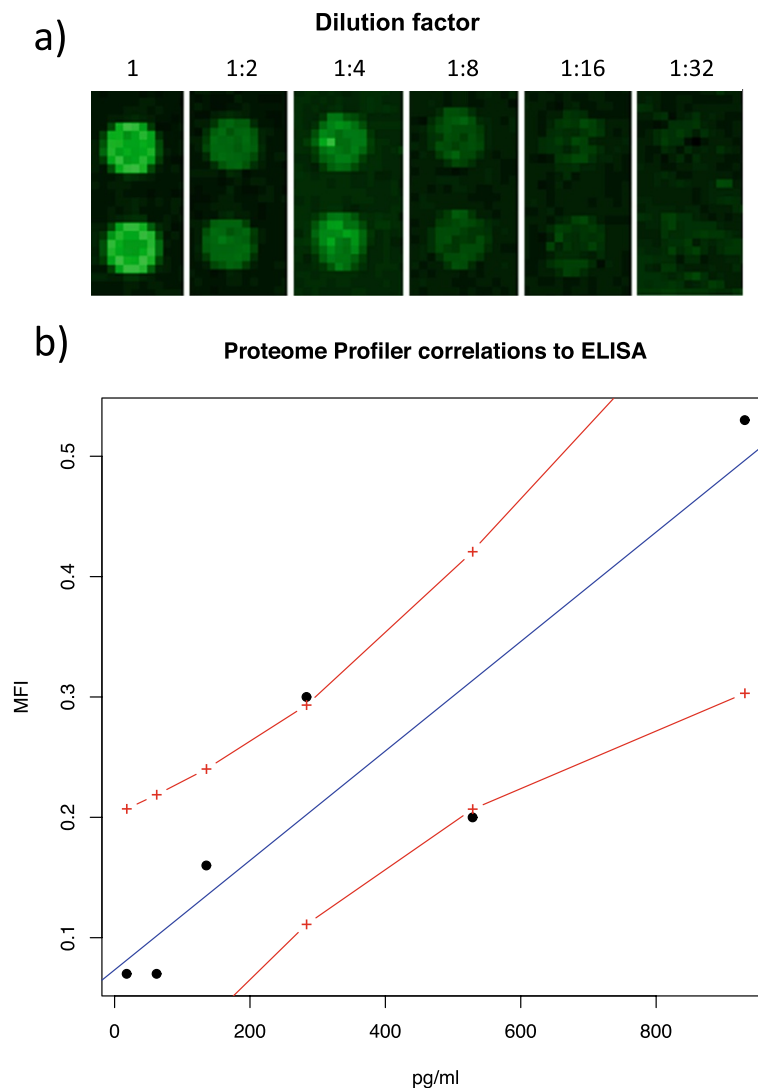 a)
Dilution factor
1 1:2 1:4 1:8 1:16 1:32
b)
Proteome Profiler correlations to ELISA
0.5
0.4
0.3
0.2
0.1
MFI
0 200 400 600 800
pg/ml